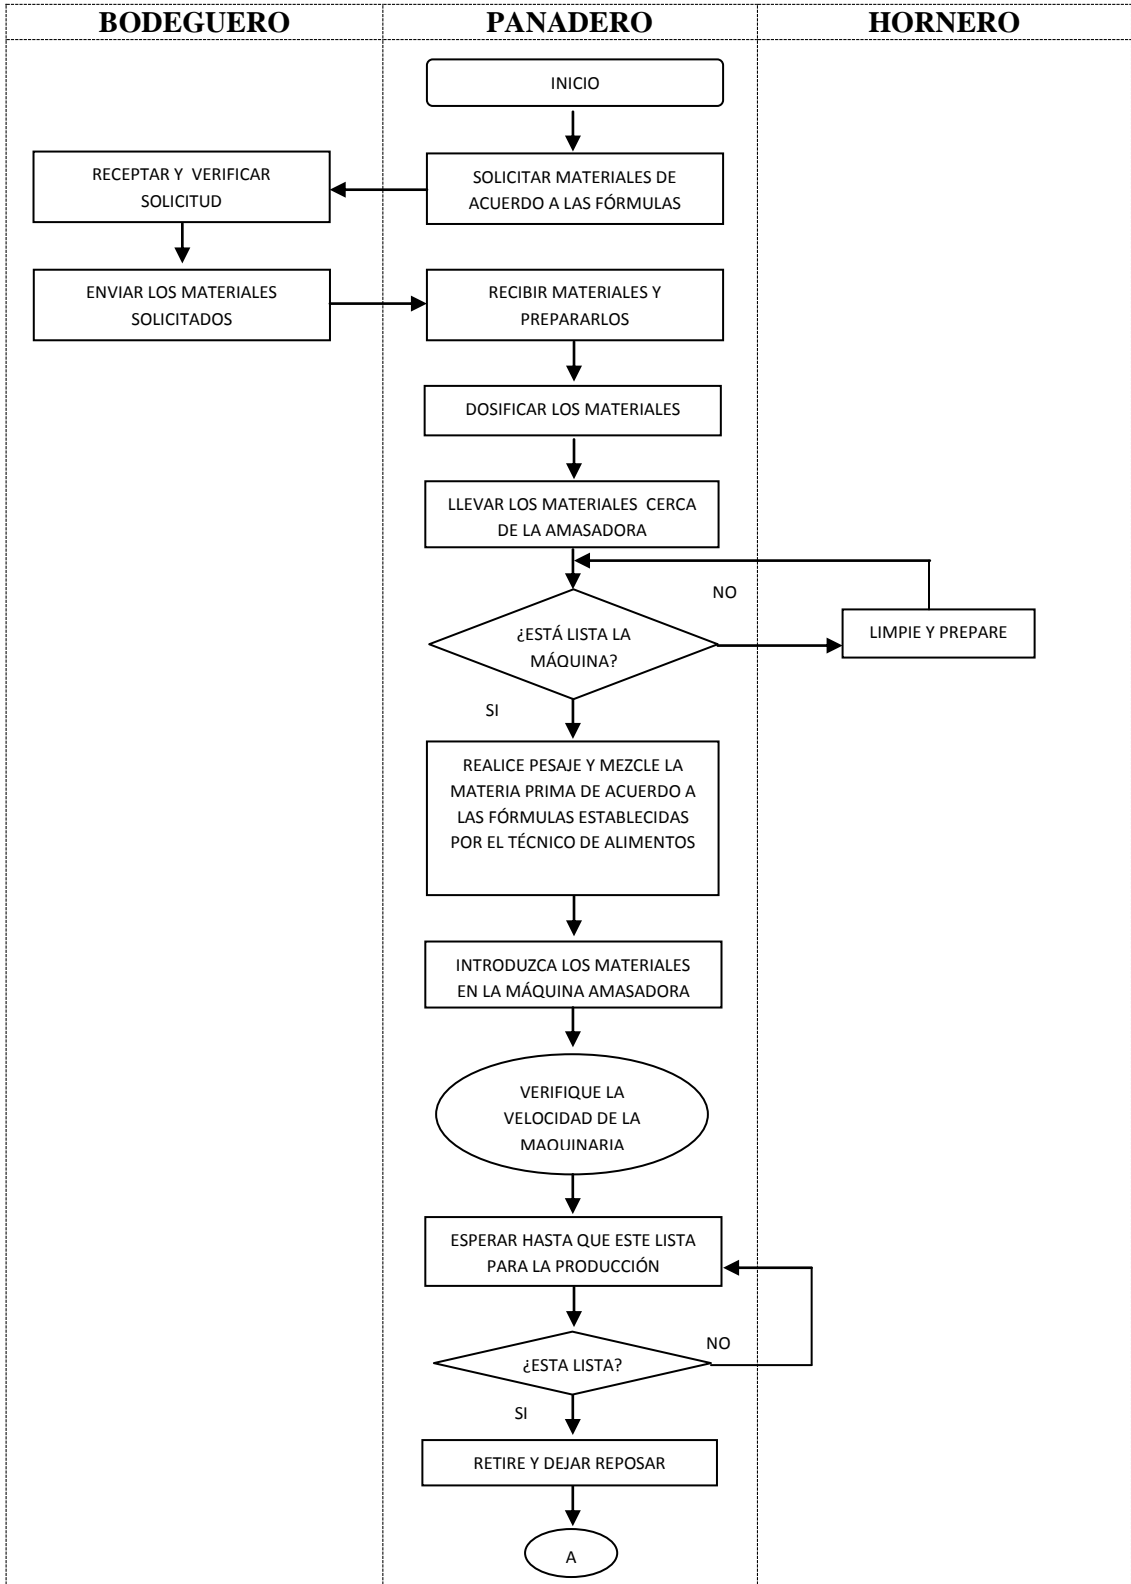 BODEGUERO
PANADERO
HORNERO
INICIO
RECEPTAR Y VERIFICAR
SOLICITUD
SOLICITAR MATERIALES DE
ACUERDO A LAS FÓRMULAS
ENVIAR LOS MATERIALES
SOLICITADOS
RECIBIR MATERIALES Y
PREPARARLOS
DOSIFICAR LOS MATERIALES
LLEVAR LOS MATERIALES CERCA
DE LA AMASADORA
NO
¿ESTÁ LISTA LA
MÁQUINA?
LIMPIE Y PREPARE
SI
REALICE PESAJE Y MEZCLE LA
MATERIA PRIMA DE ACUERDO A
LAS FÓRMULAS ESTABLECIDAS
POR EL TÉCNICO DE ALIMENTOS
INTRODUZCA LOS MATERIALES
EN LA MÁQUINA AMASADORA
VERIFIQUE LA
VELOCIDAD DE LA
MAQUINARIA
ESPERAR HASTA QUE ESTE LISTA
PARA LA PRODUCCIÓN
NO
¿ESTA LISTA?
SI
RETIRE Y DEJAR REPOSAR
A